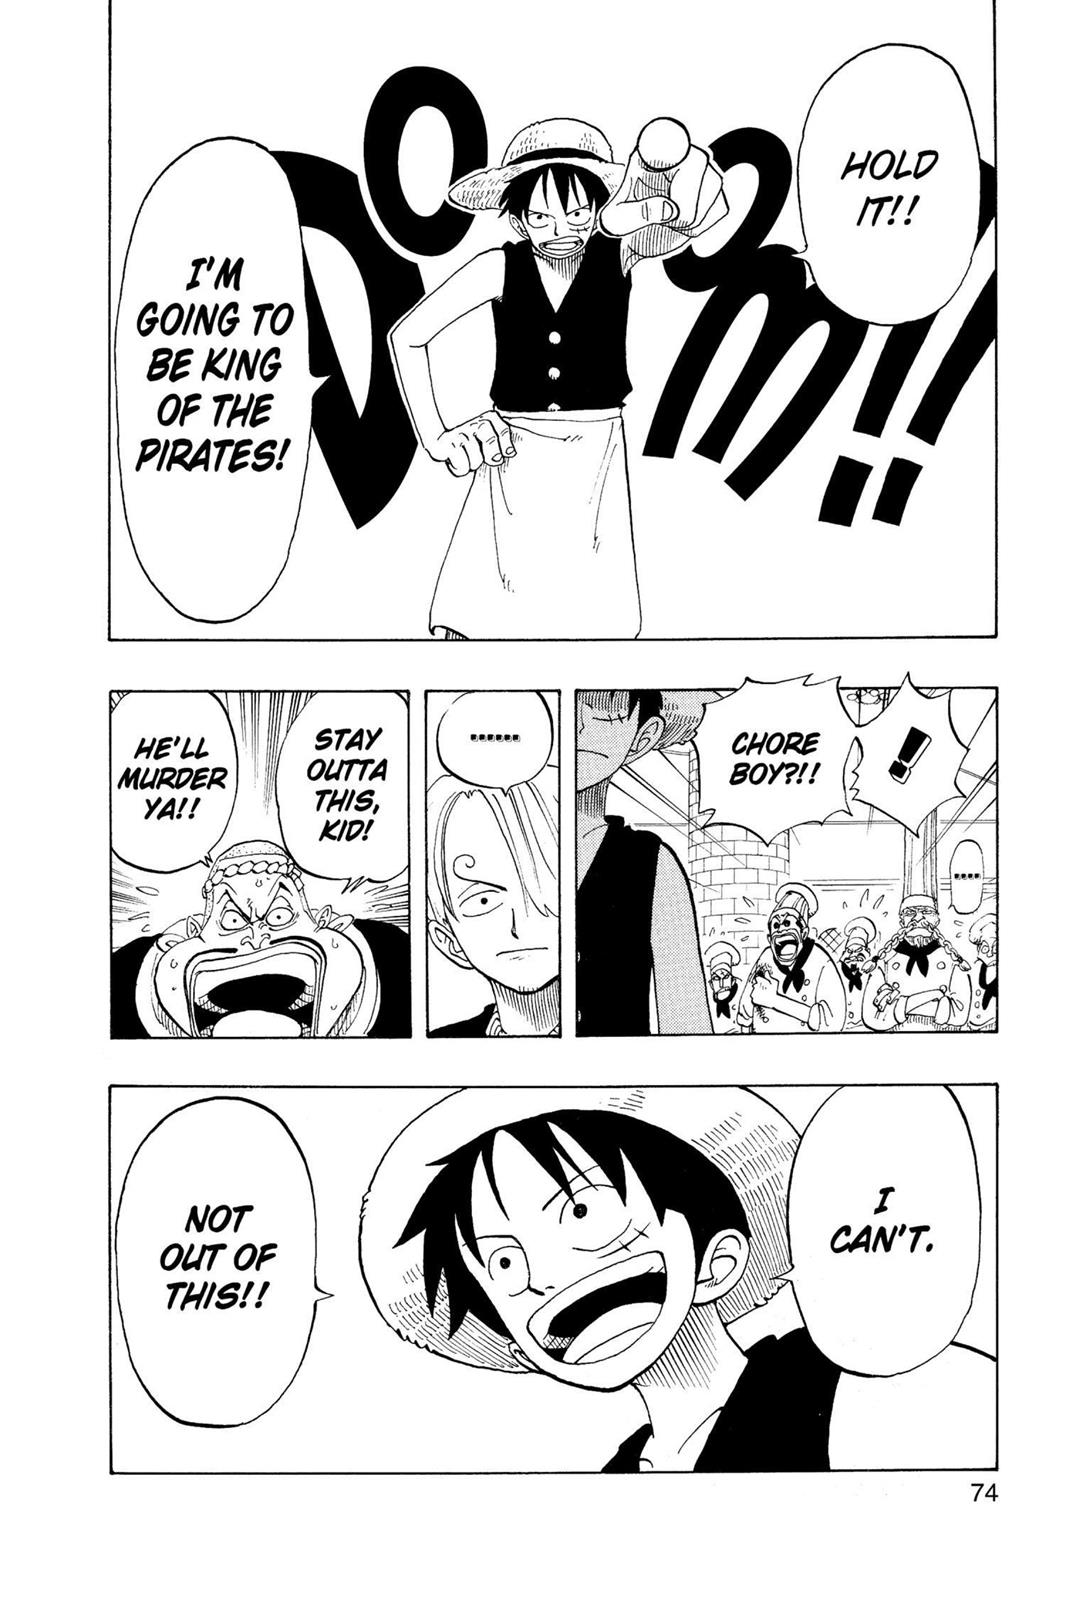 HOLD
IT!!
DOOM!!
I'M
GOING TO
BE KING
OF THE
PIRATES!
!
CHORE
BOY?!!
....
......
STAY
OUTTA
THIS,
KID!
HE'LL
MURDER
YA!!
I
CAN'T.
NOT
OUT OF
THIS!!
74